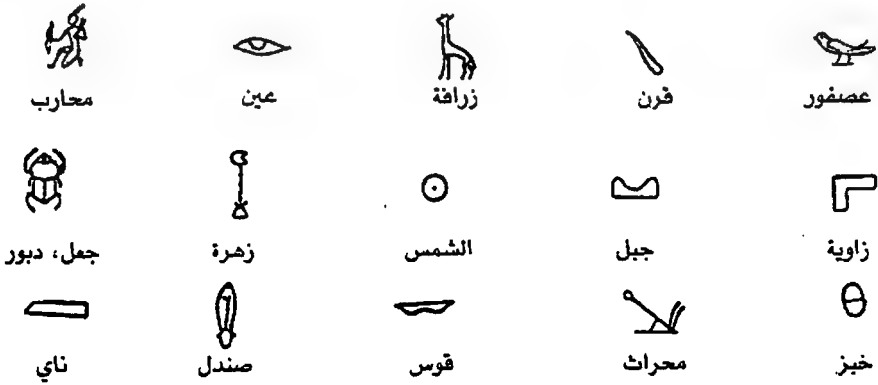 عصفور قرن زرافة عين محارب
زاوية جبل الشمس زهرة جعل، دبور
خبز محراث قوس صندل ناي